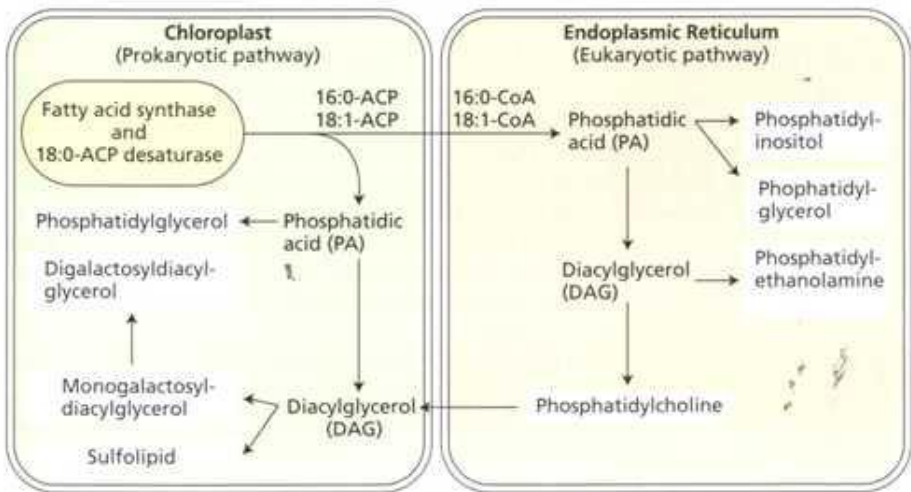 Chloroplast
(Prokaryotic pathway)
Fatty acid synthase
and
18:0-ACP desaturase
16:0-ACP
18:1-ACP
Phosphatidylglycerol
Phosphatidic
acid (PA)
Digalactosyldiacyl-
glycerol
Monogalactosyl-
diacylglycerol
Diacylglycerol
(DAG)
Sulfolipid
Endoplasmic Reticulum
(Eukaryotic pathway)
16:0-CoA
18:1-CoA
Phosphatidic
acid (PA)
Phosphatidyl-
inositol
Phophatidyl-
glycerol
Diacylglycerol
(DAG)
Phosphatidyl-
ethanolamine
Phosphatidylcholine